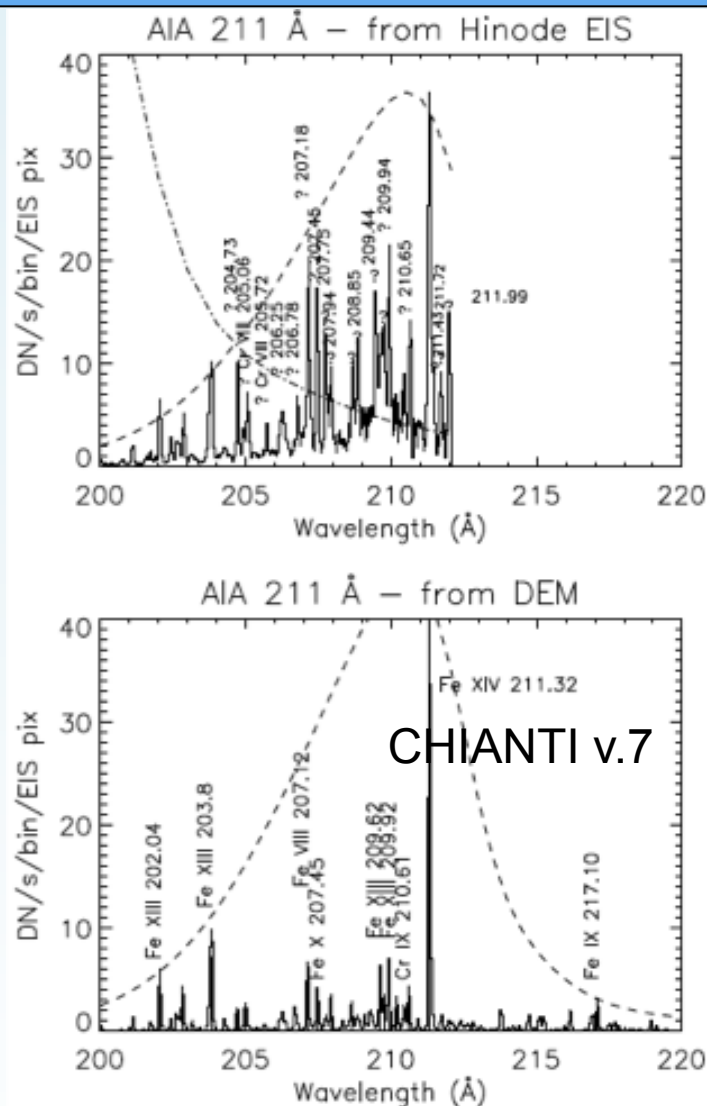 AIA 211 Å – from Hinode EIS
DN/s/bin/EIS pix
40
30
20
10
0
? 204.73
? Cr VIII 205.06
? Cr VIII 205.72
? 206.25
? 206.78
? 207.18
207.45
? 207.75
? 207.94
? 208.85
? 209.44
? 209.94
? 210.65
? 211.43
211.72
211.99
200 205 210 215 220
Wavelength (Å)
AIA 211 Å – from DEM
DN/s/bin/EIS pix
40
30
20
10
0
Fe XIII 202.04
Fe XIII 203.8
Fe VIII 207.12
Fe X 207.45
Fe XIII 209.62
Fe XIII 209.92
Cr IX 210.61
Fe XIV 211.32
CHIANTI v.7
Fe IX 217.10
200 205 210 215 220
Wavelength (Å)